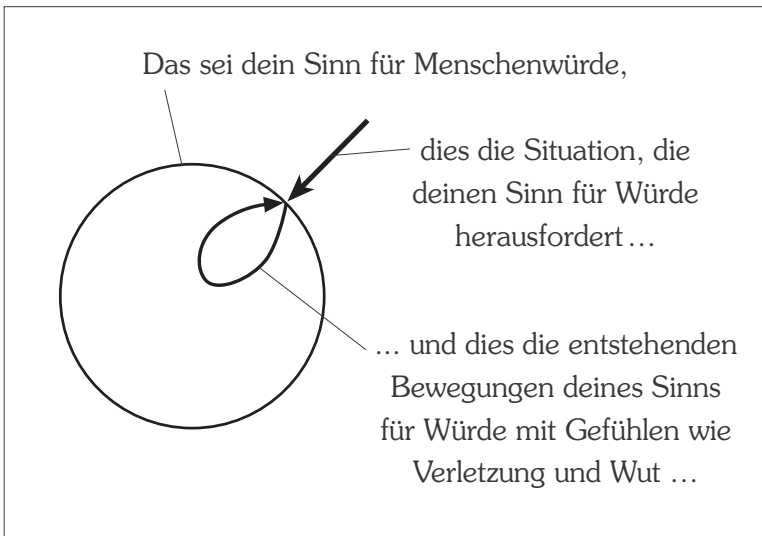 Das sei dein Sinn für Menschenwürde,
dies die Situation, die
deinen Sinn für Würde
herausfordert …
… und dies die entstehenden
Bewegungen deines Sinns
für Würde mit Gefühlen wie
Verletzung und Wut …